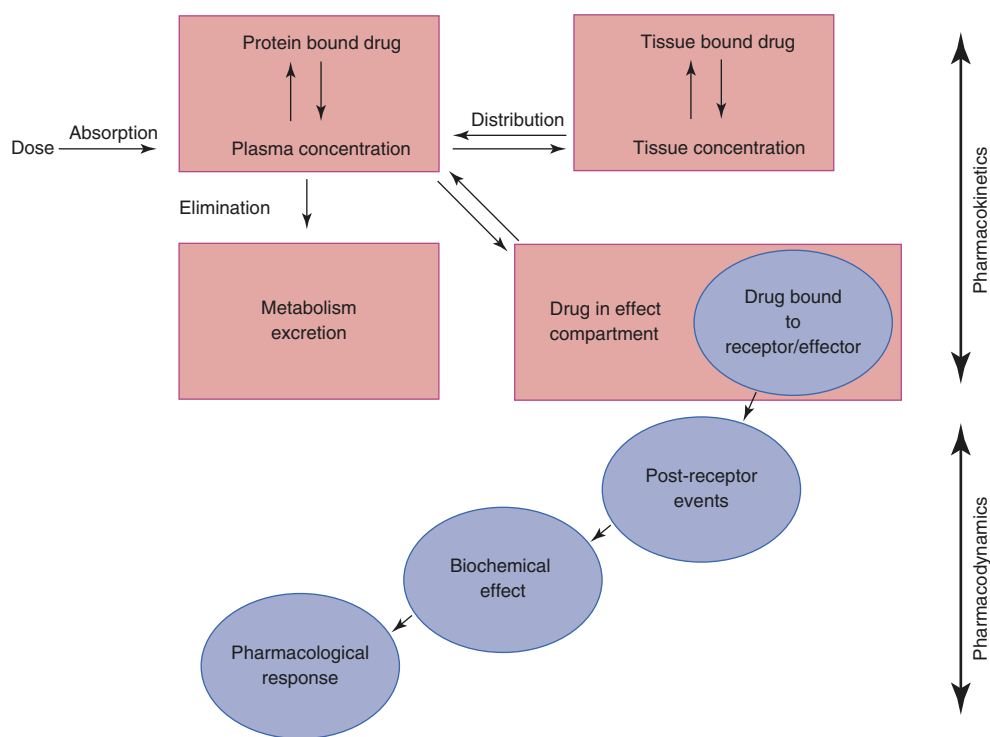 Protein bound drug
Tissue bound drug
Absorption
Distribution
Dose
Plasma concentration
Tissue concentration
Elimination
Pharmacokinetics
Metabolism
excretion
Drug in effect
compartment
Drug bound
to
receptor/effector
Post-receptor
events
Biochemical
effect
Pharmacological
response
Pharmacodynamics